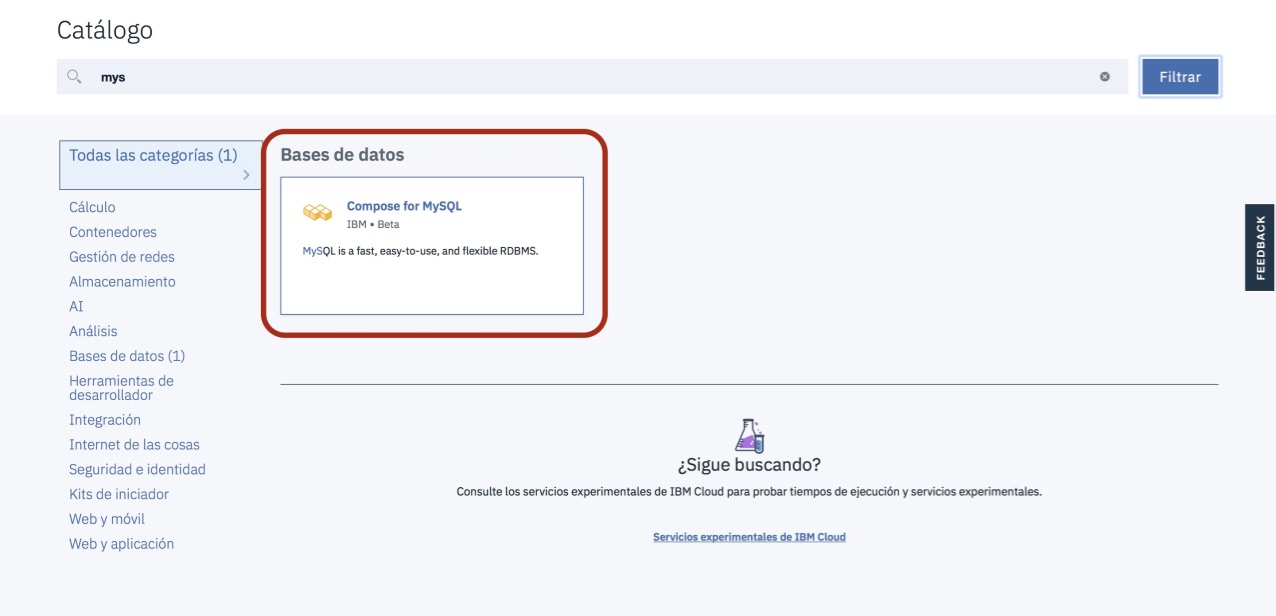 Catálogo
mys
Filtrar
Todas las categorías (1)
Cálculo
Contenedores
Gestión de redes
Almacenamiento
AI
Análisis
Bases de datos (1)
Herramientas de
desarrollador
Integración
Internet de las cosas
Seguridad e identidad
Kits de iniciador
Web y móvil
Web y aplicación
Bases de datos
Compose for MySQL
IBM • Beta
MySQL is a fast, easy-to-use, and flexible RDBMS.
¿Sigue buscando?
Consulte los servicios experimentales de IBM Cloud para probar tiempos de ejecución y servicios experimentales.
Servicios experimentales de IBM Cloud
FEEDBACK